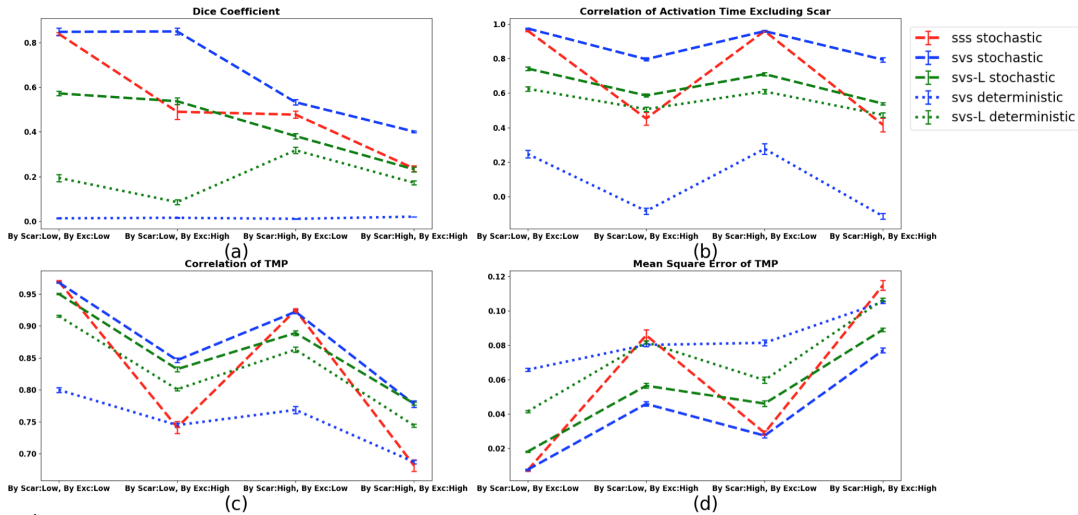 Dice Coefficient
0.8
0.6
0.4
0.2
0.0
By Scar:Low, By Exc:Low By Scar:Low, By Exc:High By Scar:High, By Exc:Low By Scar:High, By Exc:High
(a)
Correlation of Activation Time Excluding Scar
1.0
0.8
0.6
0.4
0.2
0.0
By Scar:Low, By Exc:Low By Scar:Low, By Exc:High By Scar:High, By Exc:Low By Scar:High, By Exc:High
(b)
sss stochastic
svs stochastic
svs-L stochastic
svs deterministic
svs-L deterministic
Correlation of TMP
0.95
0.90
0.85
0.80
0.75
0.70
By Scar:Low, By Exc:Low By Scar:Low, By Exc:High By Scar:High, By Exc:Low By Scar:High, By Exc:High
(c)
Mean Square Error of TMP
0.12
0.10
0.08
0.06
0.04
0.02
By Scar:Low, By Exc:Low By Scar:Low, By Exc:High By Scar:High, By Exc:Low By Scar:High, By Exc:High
(d)